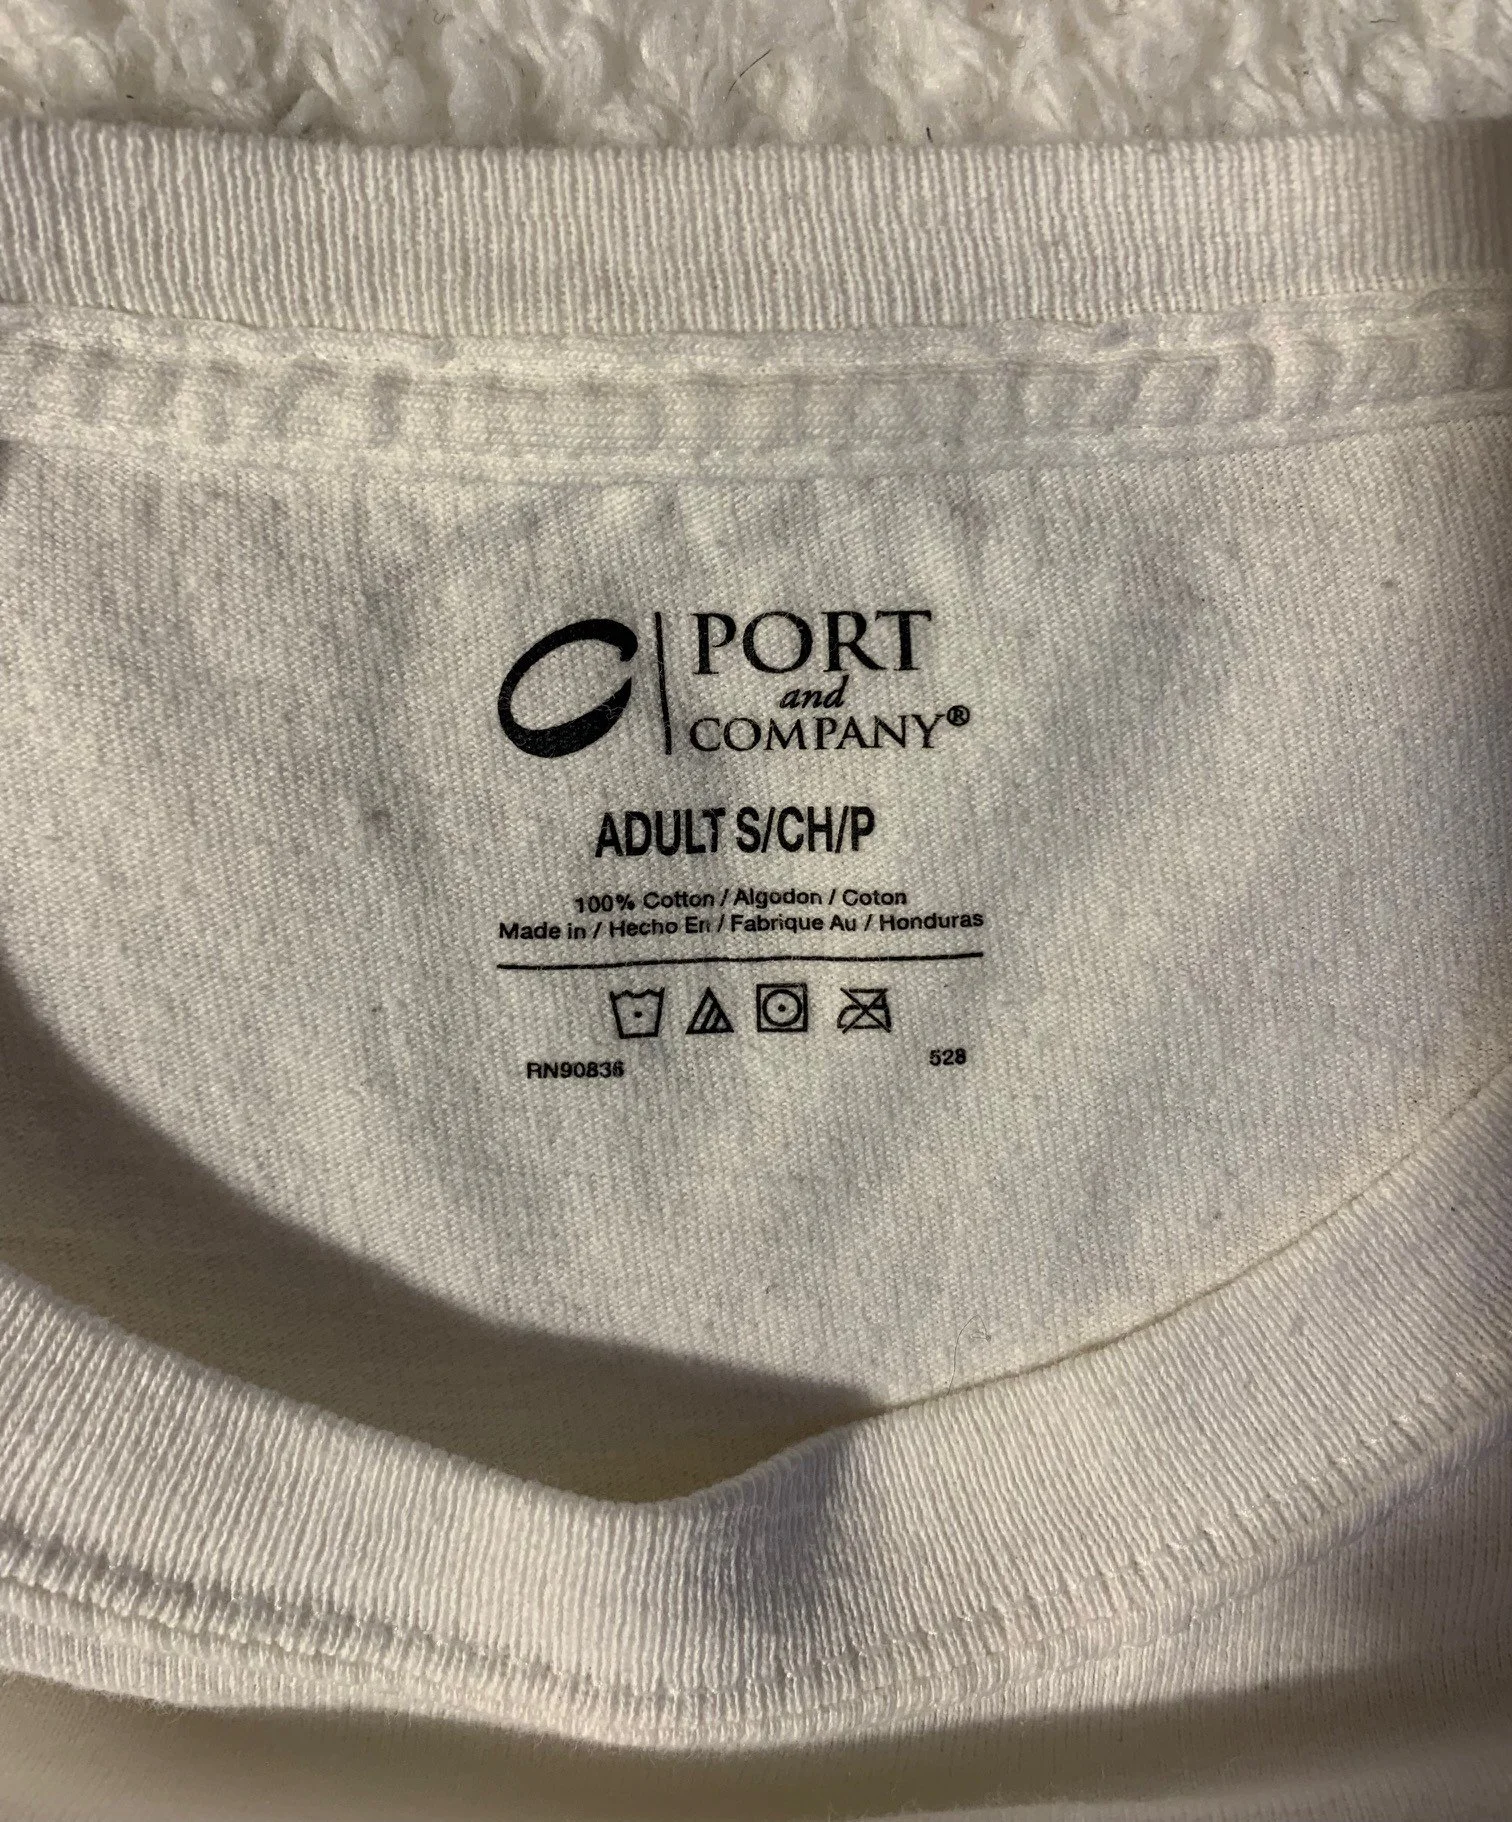 PORT
and
COMPANY®
ADULT S/CH/P
100% Cotton / Algodon / Coton
Made in / Hecho En / Fabrique Au / Honduras
RN90836
528